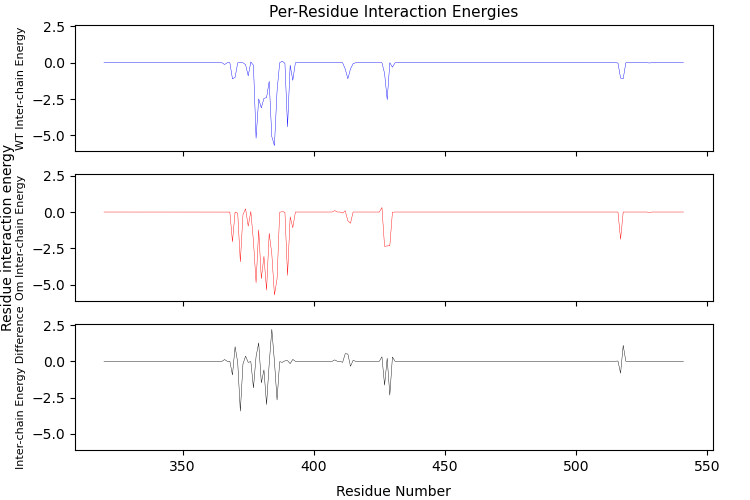 Per-Residue Interaction Energies
Residue interaction energy
WT Inter-chain Energy
2.5
0.0
−2.5
−5.0
Om Inter-chain Energy
2.5
0.0
−2.5
−5.0
Inter-chain Energy Difference
2.5
0.0
−2.5
−5.0
350 400 450 500 550
Residue Number